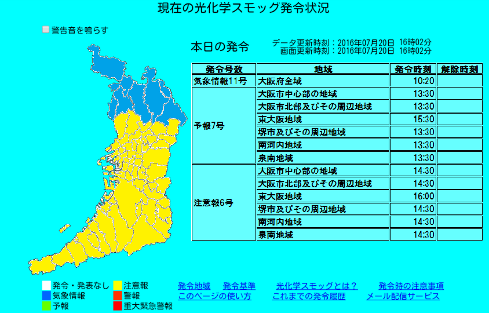 現在の光化学スモッグ発令状況
警告音を鳴らす
本日の発令
データ更新時刻:2016年07月20日 16時02分
画面更新時刻:2016年07月20日 16時02分
発令号数 地域 発令時刻 解除時刻
気象情報11号 大阪府全域 10:20
予報7号 大阪市中心部の地域 13:30
大阪市北部及びその周辺地域 13:30
東大阪地域 15:30
堺市及びその周辺地域 13:30
南河内地域 13:30
泉南地域 13:30
注意報6号 大阪市中心部の地域 14:30
大阪市北部及びその周辺地域 14:30
東大阪地域 16:00
堺市及びその周辺地域 14:30
南河内地域 14:30
泉南地域 14:30
発令・発表なし 注意報
気象情報 警報
予報 重大緊急警報
発令地域 発令基準 光化学スモッグとは? 発令時の注意事項
このページの使い方 これまでの発令履歴 メール配信サービス